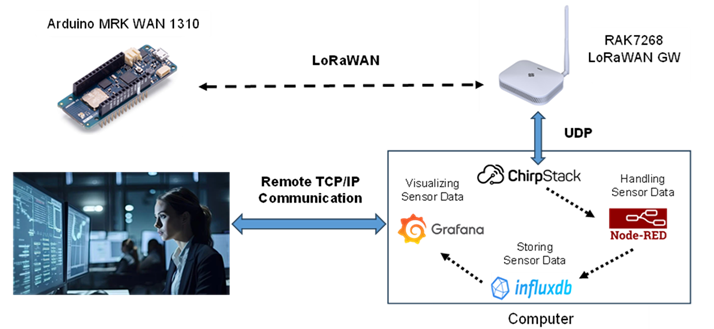 Arduino MRK WAN 1310
LoRaWAN
RAK7268
LoRaWAN GW
UDP
Remote TCP/IP
Communication
Visualizing
Sensor Data
ChirpStack
Handling
Sensor Data
Grafana
Node-RED
Storing
Sensor Data
influxdb
Computer